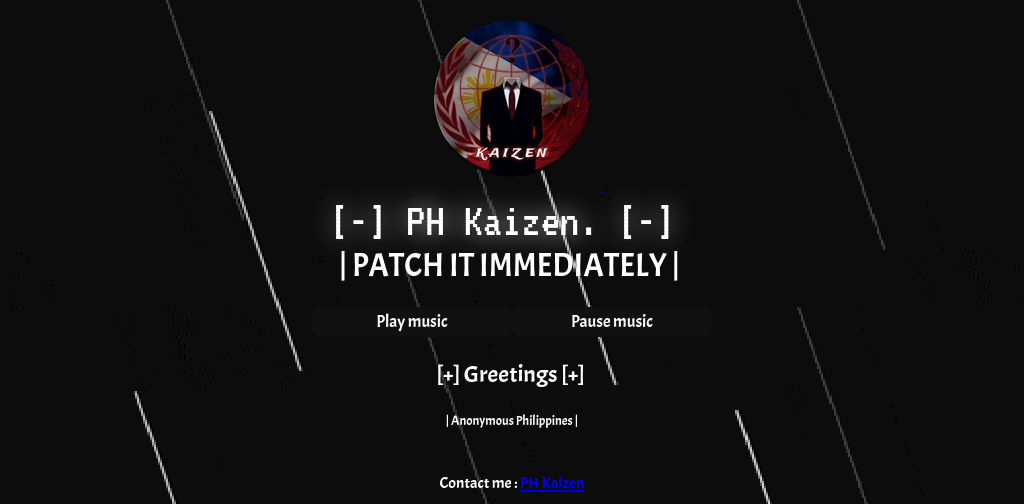 ?
KAIZEN
[-] PH Kaizen. [-]
| PATCH IT IMMEDIATELY |
Play music
Pause music
[+] Greetings [+]
| Anonymous Philippines |
Contact me : PH Kaizen